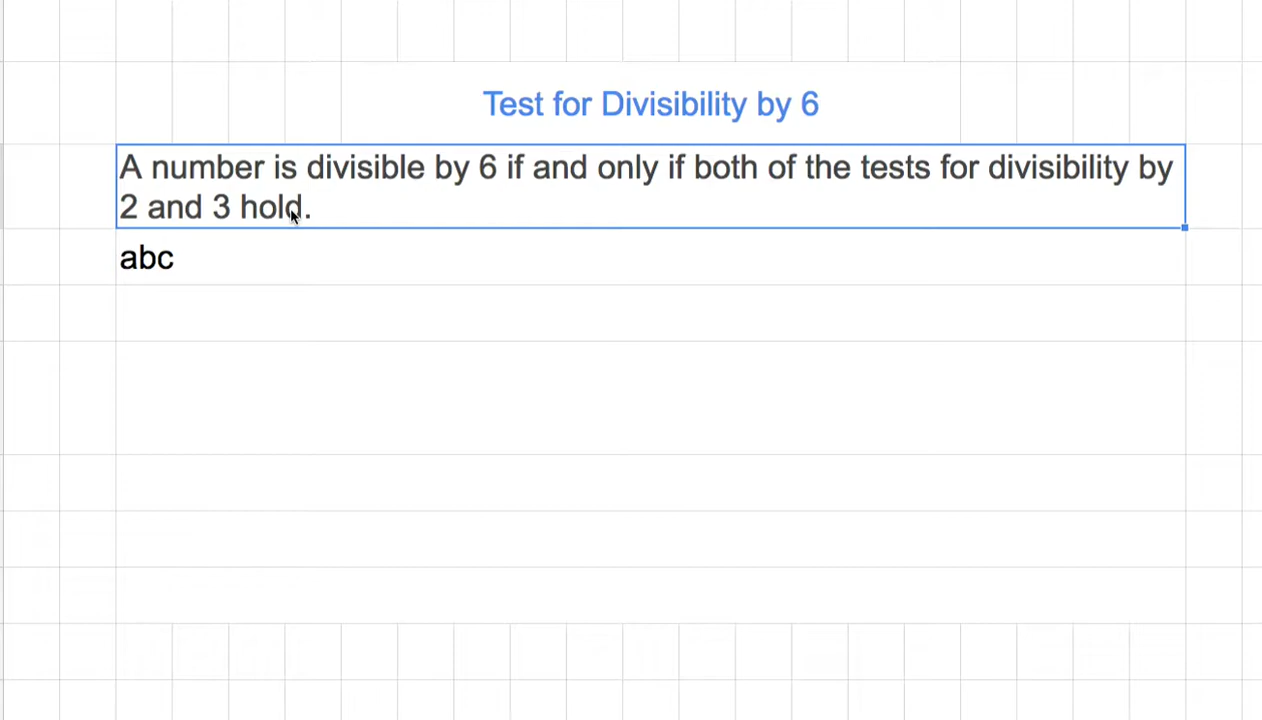 Test for Divisibility by 6
A number is divisible by 6 if and only if both of the tests for divisibility by
2 and 3 hold.
abc